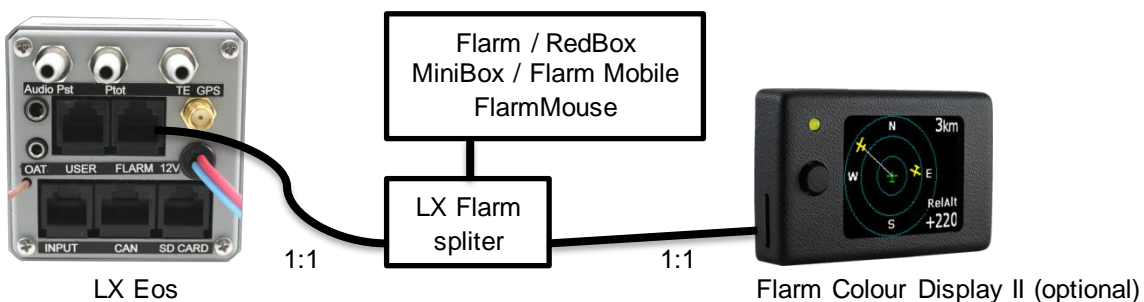 Audio Pst Ptot TE GPS
OAT USER FLARM 12V
INPUT CAN SD CARD
LX Eos
1:1
Flarm / RedBox
MiniBox / Flarm Mobile
FlarmMouse
LX Flarm
spliter
1:1
N 3km
W E
RelAlt
S +220
Flarm Colour Display II (optional)